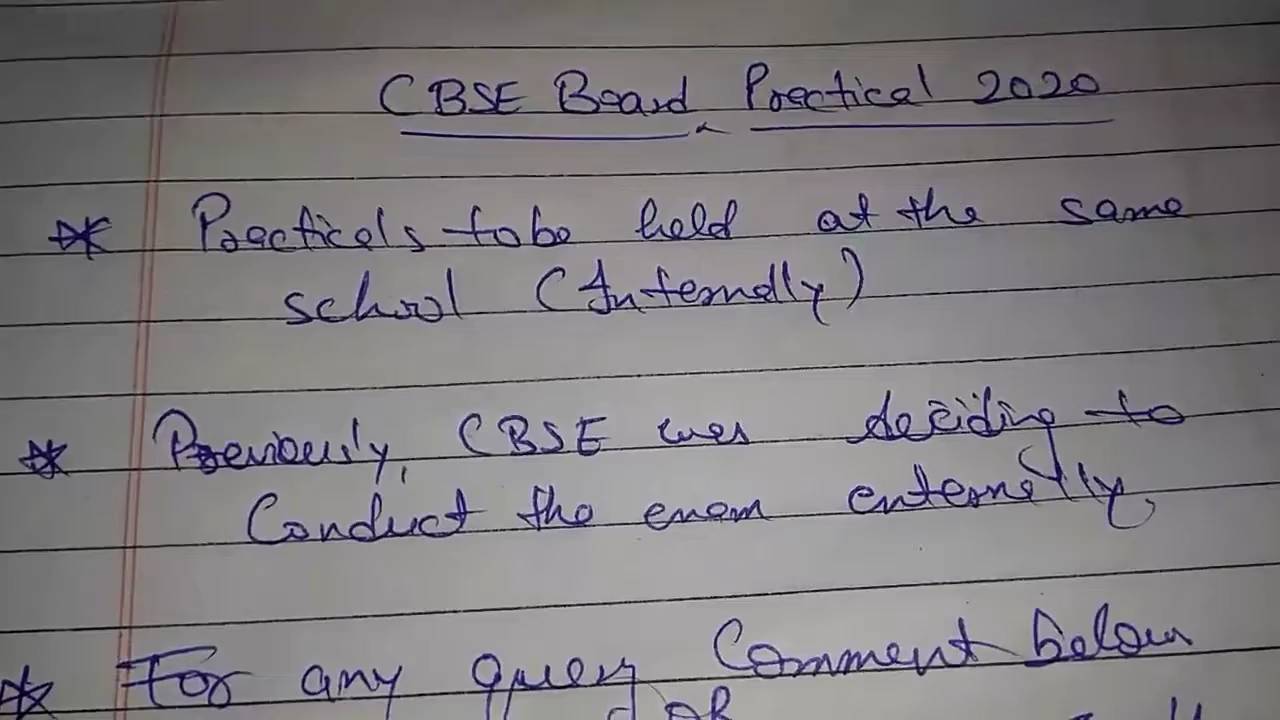 CBSE Board Practical 2020
* Practicals to be held at the same
school (Internally)
* Previously, CBSE was deciding to
Conduct the exam externally,
* For any query Comment below
OR